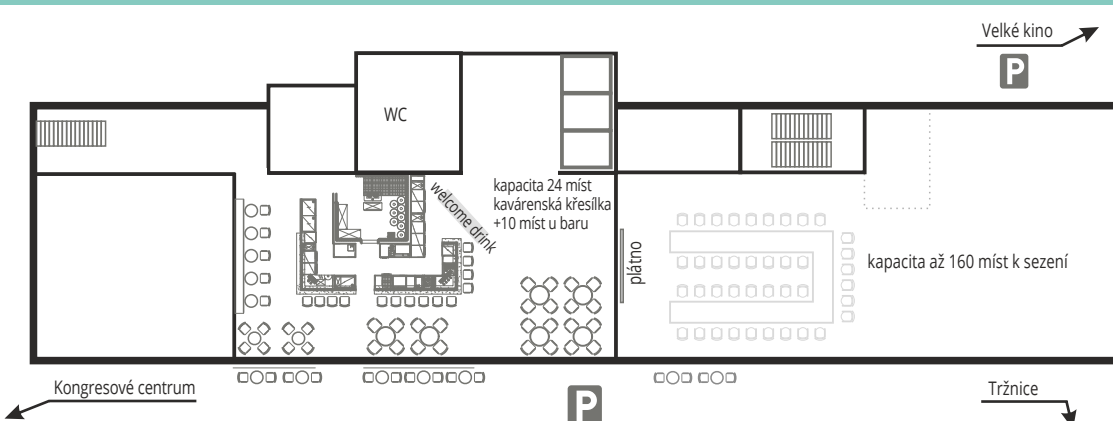 Velké kino
P
WC
welcome drink
kapacita 24 míst
kavárenská křesílka
+10 míst u baru
plátno
kapacita až 160 míst k sezení
Kongresové centrum
P
Tržnice